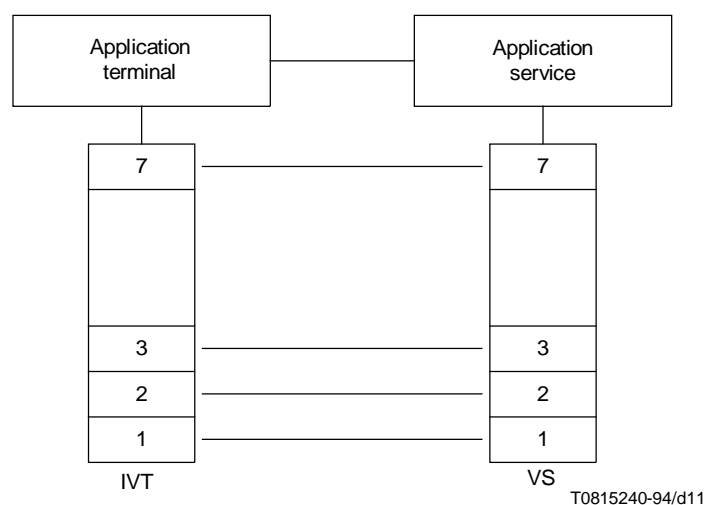 Application
terminal
Application
service
7
7
3
3
2
2
1
1
IVT
VS
T0815240-94/d11